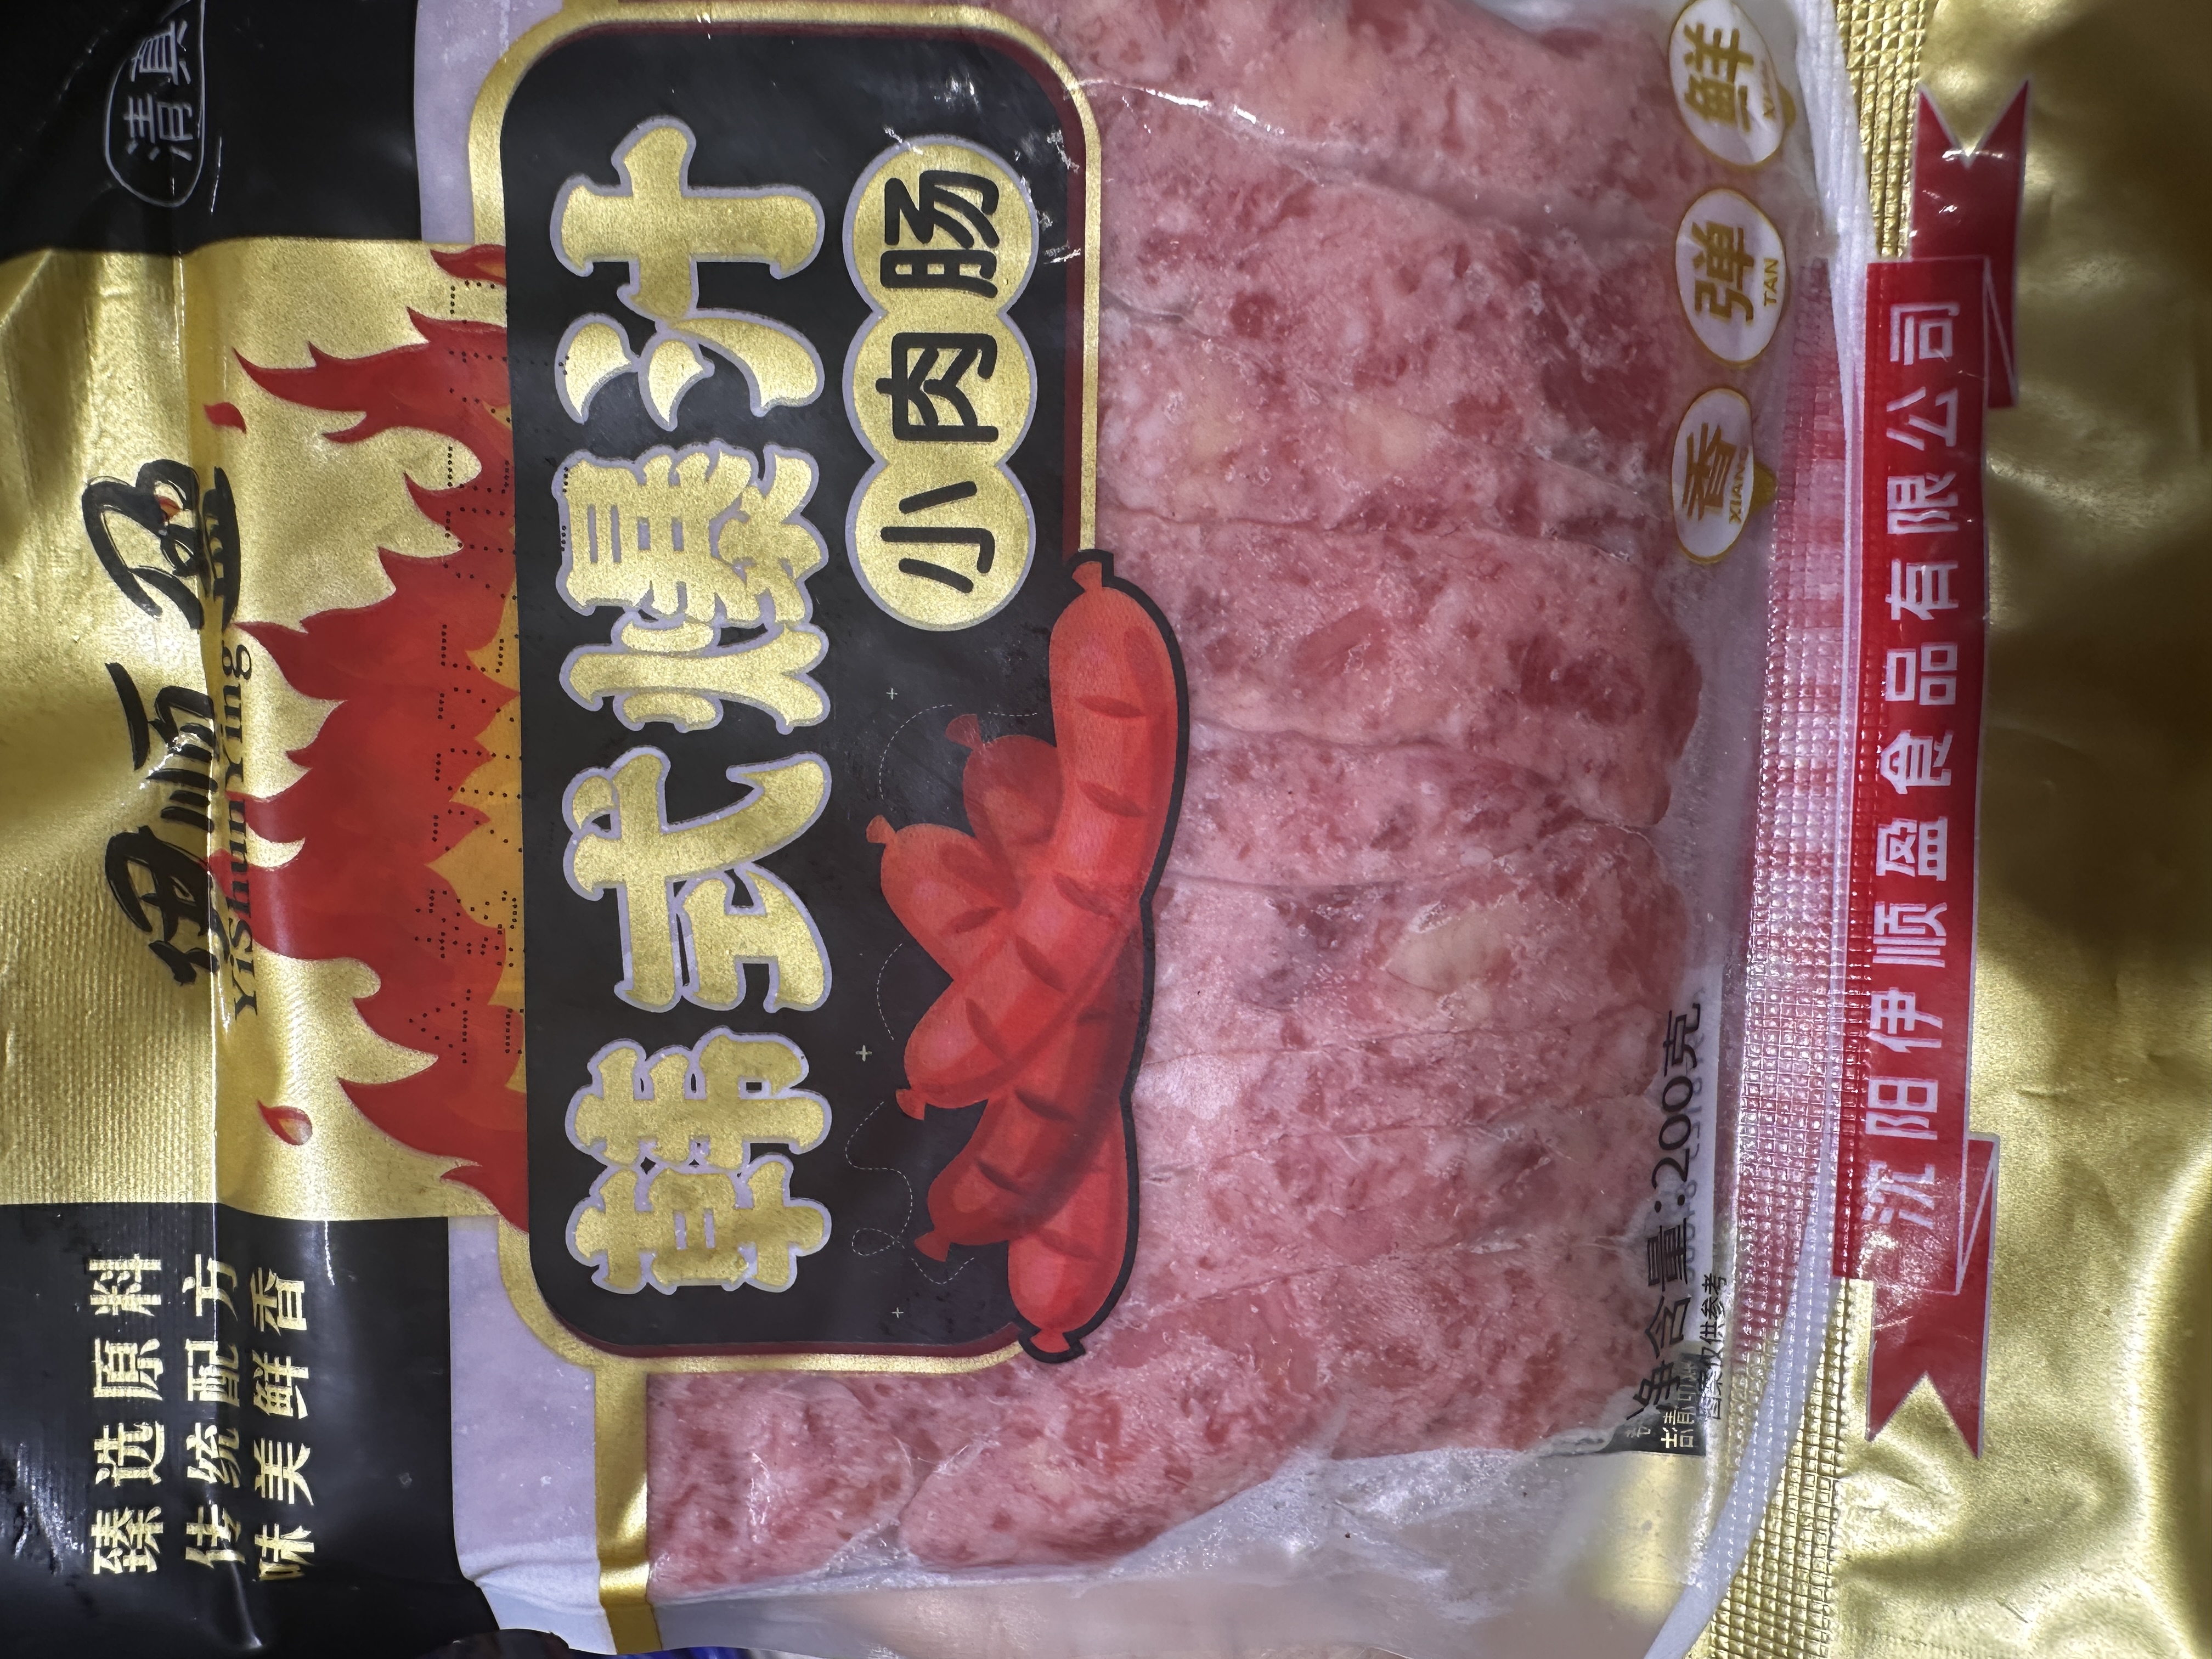 臻选原料
传统配方
味美鲜香
伊顺盈
YiShunYing
清真
韩式爆汁
小肉肠
净含量:200克
图案仅供参考
香
XIANG
弹
TAN
鲜
沈阳伊顺盈食品有限公司